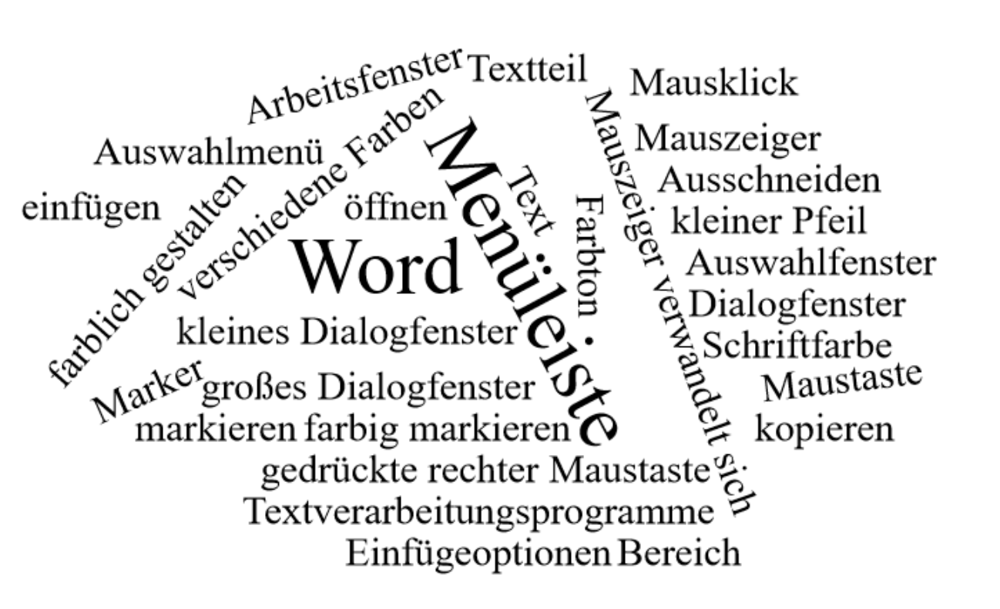 Arbeitsfenster
Textteil
Mausklick
Auswahlmenü
verschiedene Farben
Menüleiste
Mauszeiger verwandelt sich
Mauszeiger
einfügen
farblich gestalten
öffnen
Text
Farbton
Ausschneiden
kleiner Pfeil
Word
Auswahlfenster
Dialogfenster
kleines Dialogfenster
Schriftfarbe
Marker
großes Dialogfenster
Maustaste
markieren
farbig markieren
kopieren
gedrückte rechter Maustaste
Textverarbeitungsprogramme
Einfügeoptionen
Bereich